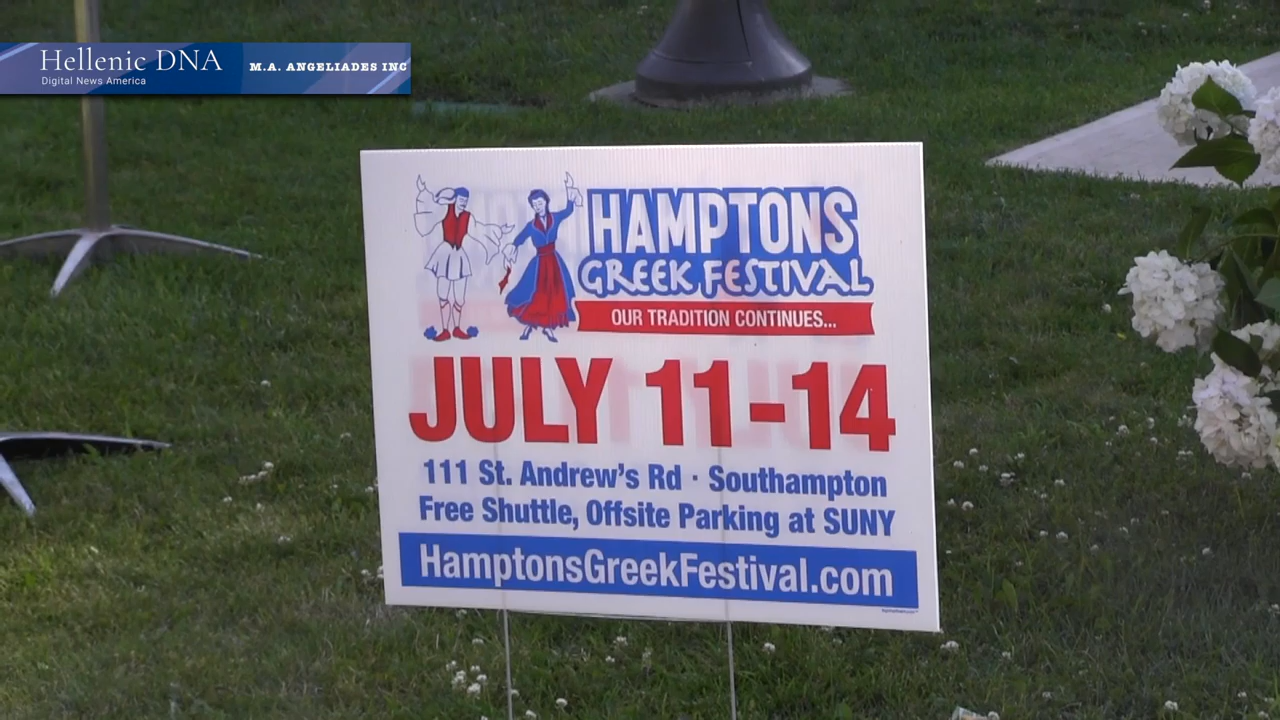 Hellenic DNA
Digital News America
M.A. ANGELIADES INC
HAMPTONS
GREEK FESTIVAL
OUR TRADITION CONTINUES...
JULY 11-14
111 St. Andrew's Rd · Southampton
Free Shuttle, Offsite Parking at SUNY
HamptonsGreekFestival.com